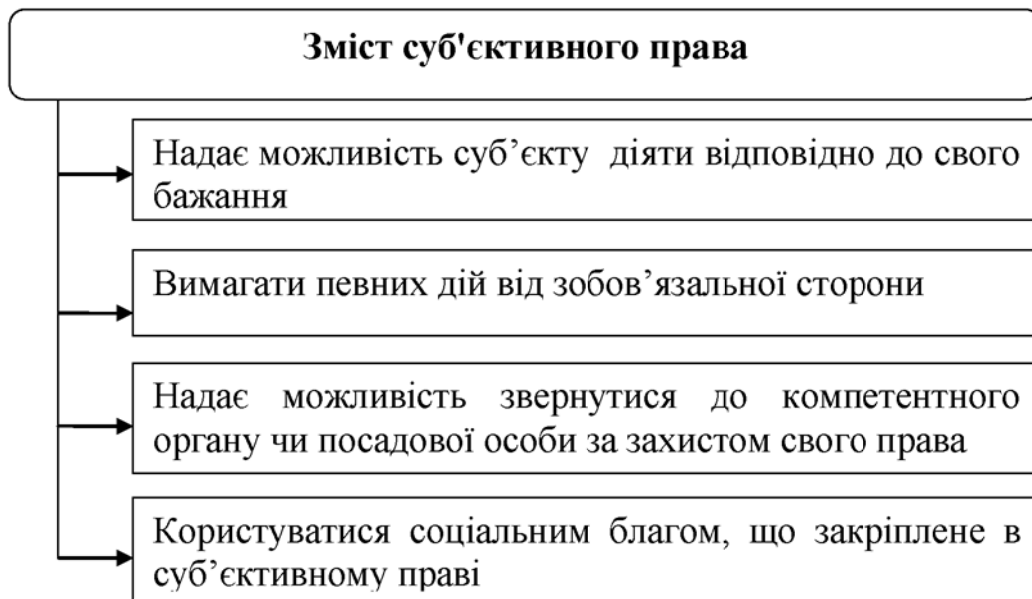 Зміст суб'єктивного права
Надає можливість суб’єкту діяти відповідно до свого
бажання
Вимагати певних дій від зобов’язальної сторони
Надає можливість звернутися до компетентного
органу чи посадової особи за захистом свого права
Користуватися соціальним благом, що закріплене в
суб’єктивному праві